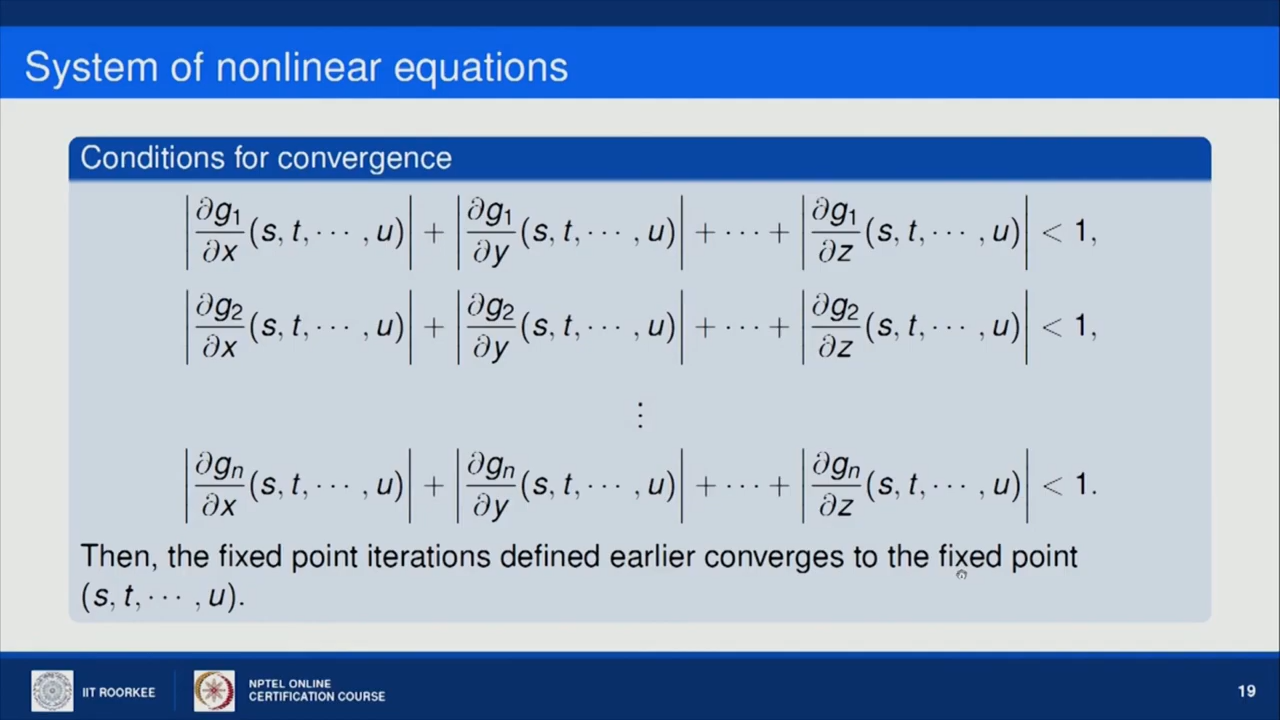 System of nonlinear equations
Conditions for convergence
|∂g₁/∂x (s, t, ⋯ , u)| + |∂g₁/∂y (s, t, ⋯ , u)| + ⋯ + |∂g₁/∂z (s, t, ⋯ , u)| < 1,
|∂g₂/∂x (s, t, ⋯ , u)| + |∂g₂/∂y (s, t, ⋯ , u)| + ⋯ + |∂g₂/∂z (s, t, ⋯ , u)| < 1,
⋮
|∂gₙ/∂x (s, t, ⋯ , u)| + |∂gₙ/∂y (s, t, ⋯ , u)| + ⋯ + |∂gₙ/∂z (s, t, ⋯ , u)| < 1.
Then, the fixed point iterations defined earlier converges to the fixed point
(s, t, ⋯ , u).
IIT ROORKEE
NPTEL ONLINE
CERTIFICATION COURSE
19